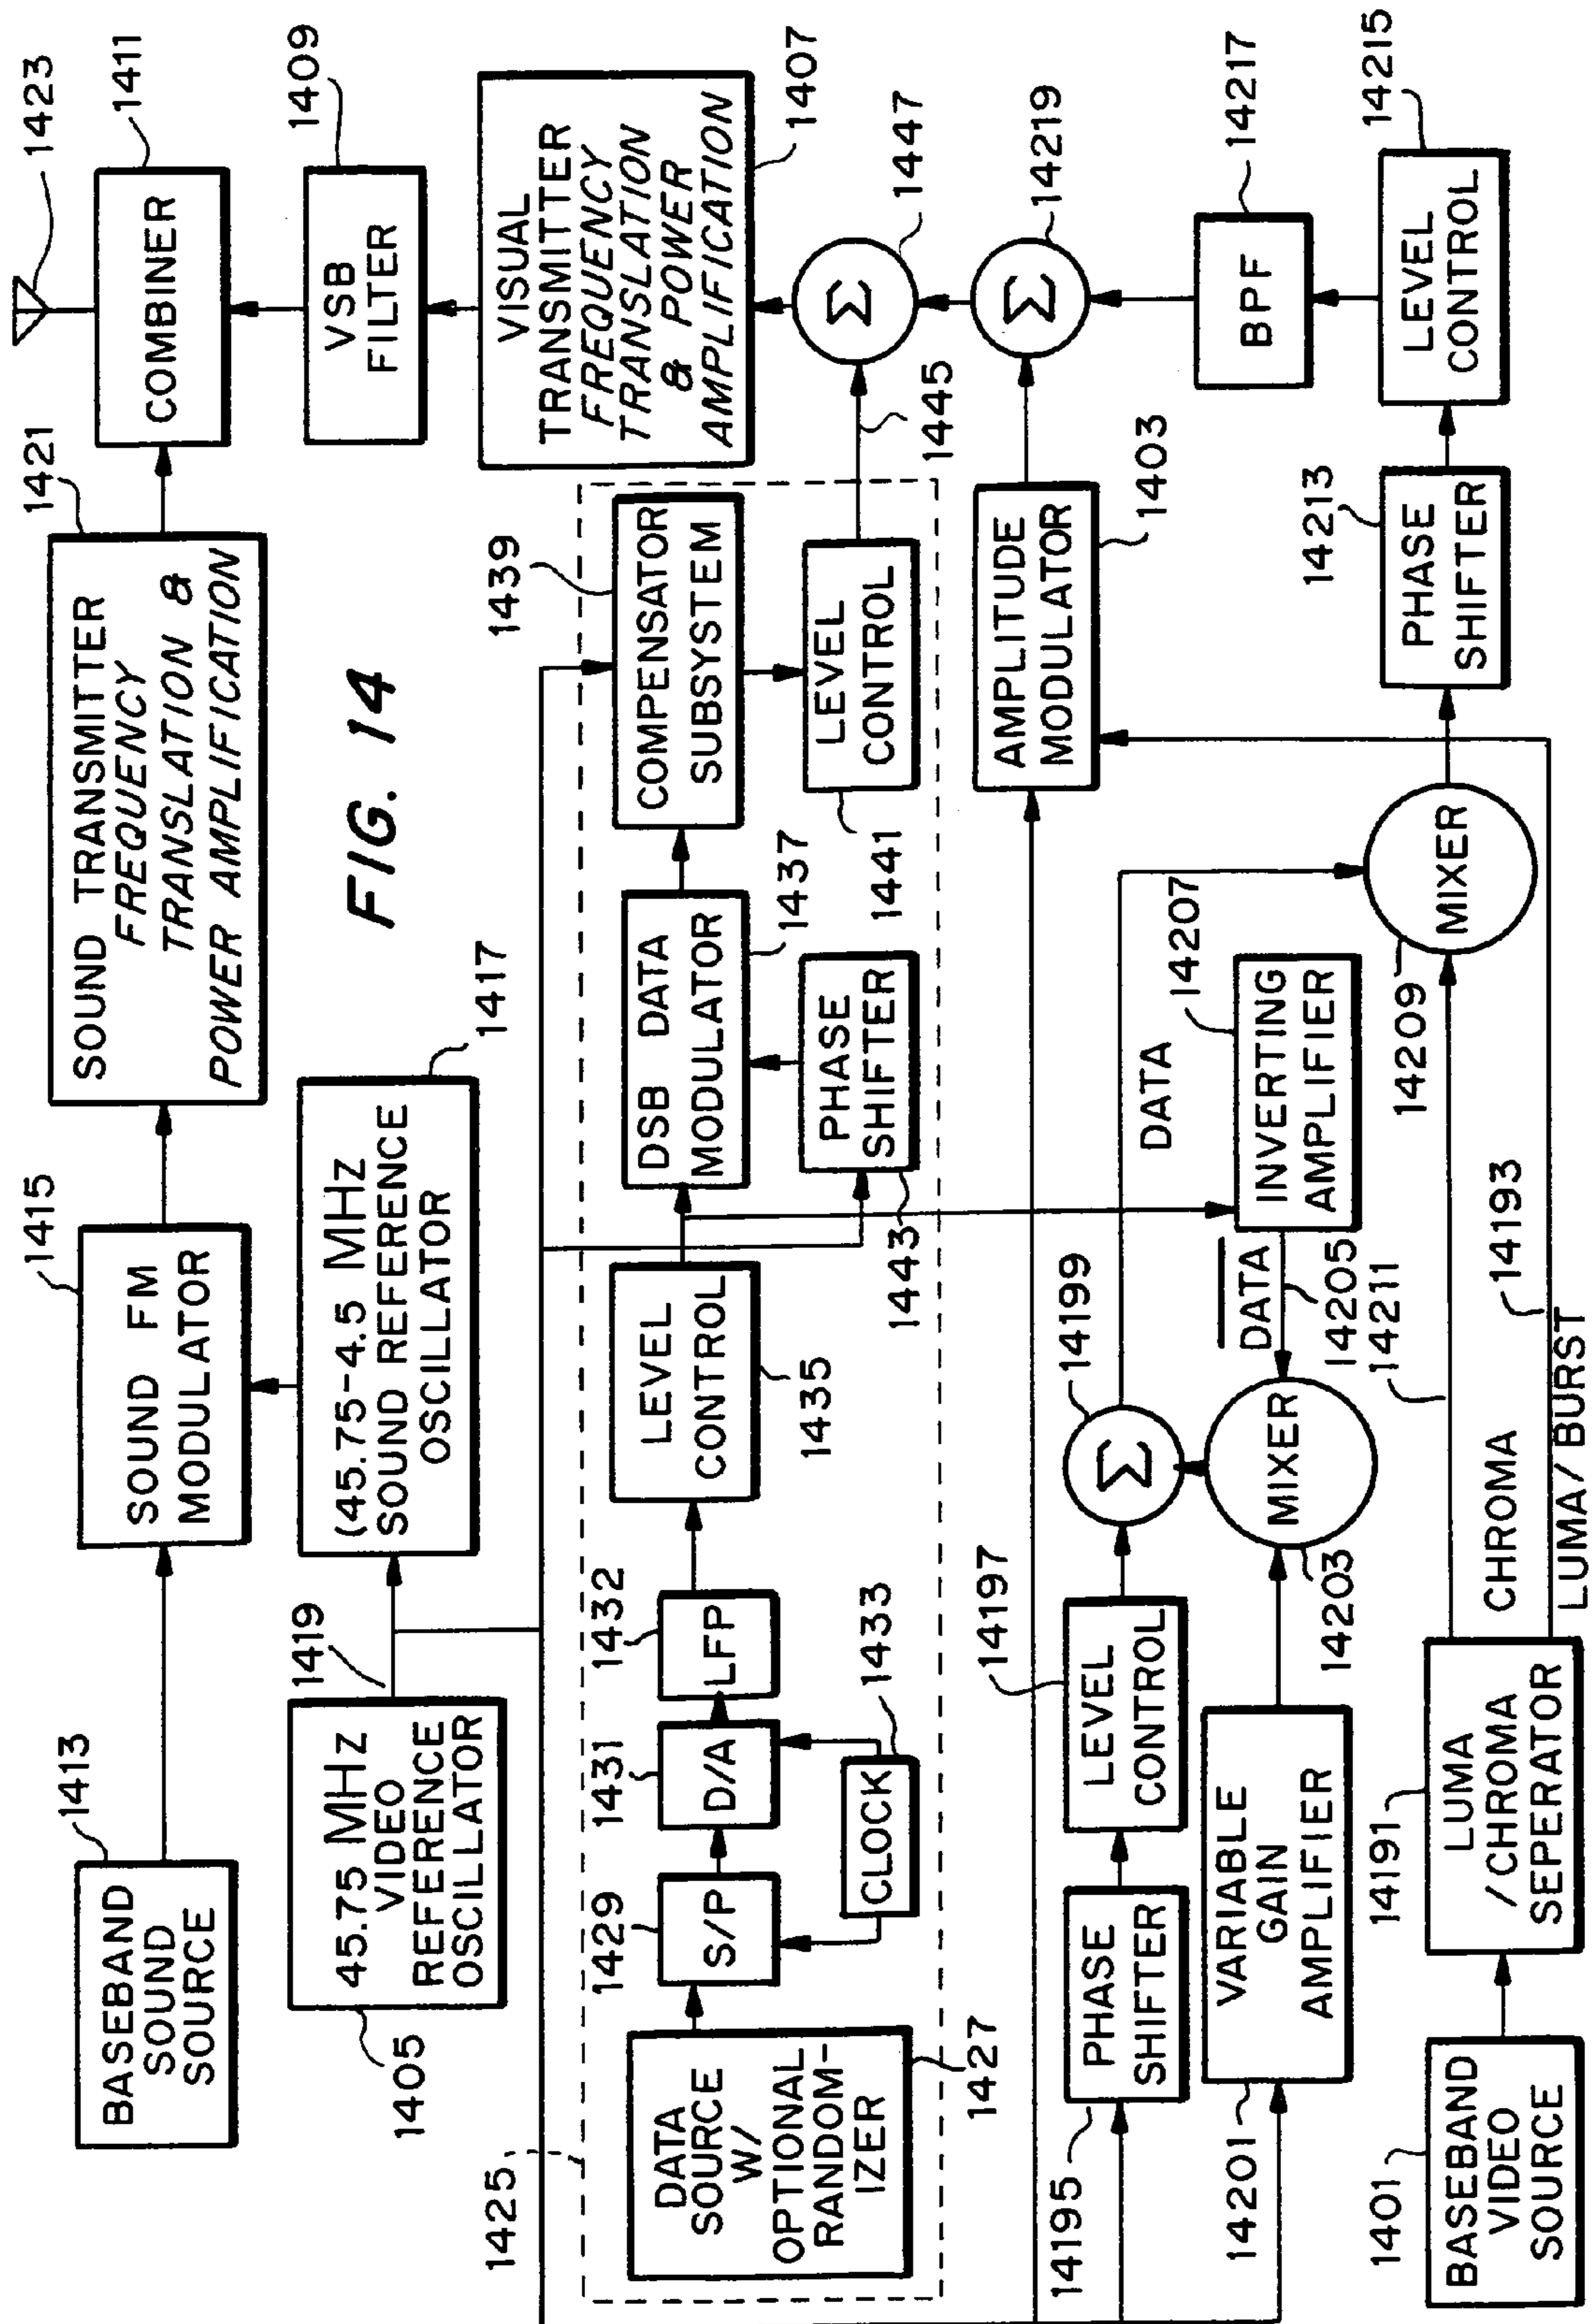 1413
BASEBAND
SOUND
SOURCE
1415
SOUND FM
MODULATOR
SOUND TRANSMITTER
FREQUENCY
TRANSLATION &
POWER AMPLIFICATION
1421
COMBINER
1423
1411
1405
45.75 MHz
VIDEO
REFERENCE
OSCILLATOR
1419
(45.75-4.5 MHz
SOUND REFERENCE
OSCILLATOR
1417
FIG. 14
VSB
FILTER
1409
VISUAL
TRANSMITTER
FREQUENCY
TRANSLATION
& POWER
AMPLIFICATION
1407
1425
DATA
SOURCE
W/
OPTIONAL
RANDOM-
IZER
1427
1429
S/P
1431
D/A
1432
LFP
1433
CLOCK
LEVEL
CONTROL
1435
DSB DATA
MODULATOR
1437
PHASE
SHIFTER
1443
1439
COMPENSATOR
SUBSYSTEM
LEVEL
CONTROL
1441
1445
Σ
1447
14195
PHASE
SHIFTER
14197
LEVEL
CONTROL
14199
Σ
DATA
14201
VARIABLE
GAIN
AMPLIFIER
MIXER
14203
DATA
14205
INVERTING
AMPLIFIER
14207
AMPLITUDE
MODULATOR
1403
Σ
14219
1401
BASEBAND
VIDEO
SOURCE
14191
LUMA
/CHROMA
SEPERATOR
CHROMA
14211
LUMA/BURST
14193
MIXER
14209
PHASE
SHIFTER
14213
LEVEL
CONTROL
14215
BPF
14217